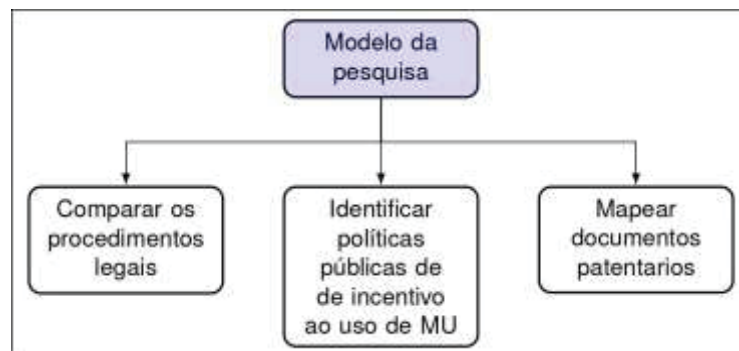 Modelo da
pesquisa
Comparar os
procedimentos
legais
Identificar
políticas
públicas de
de incentivo
ao uso de MU
Mapear
documentos
patentarios